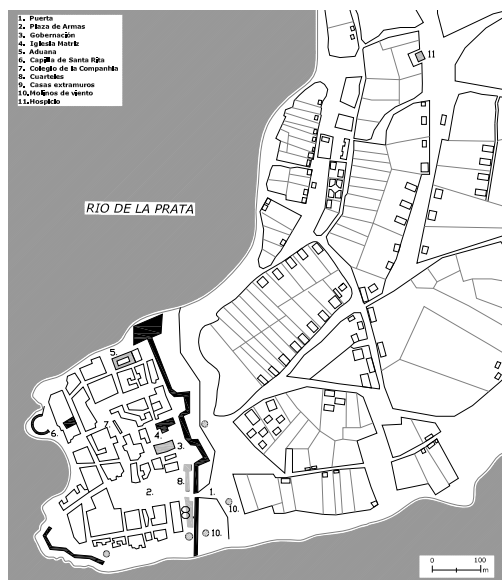 1. Puerta
2. Plaza de Armas
3. Gobernación
4. Iglesia Matriz
5. Aduana
6. Capilla de Santa Rita
7. Colegio de la Companhia
8. Cuarteles
9. Casas extramuros
10.Molinos de viento
11.Hospicio
11
RIO DE LA PRATA
5.
6.
4.
3.
8.
2.
1.
10.
10.
0 100
m